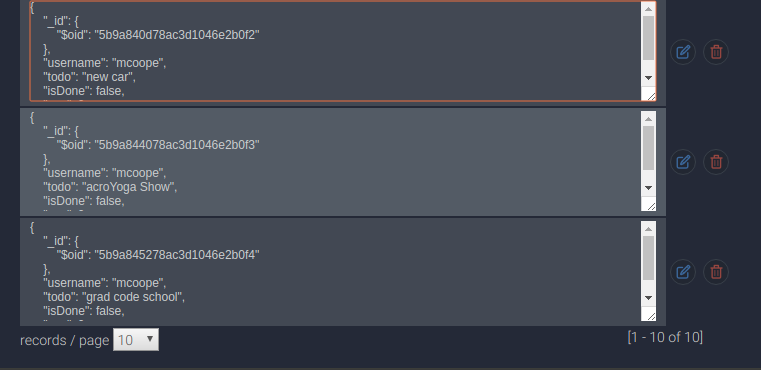 {
"_id": {
"$oid": "5b9a840d78ac3d1046e2b0f2"
},
"username": "mcoope",
"todo": "new car",
"isDone": false,
{
"_id": {
"$oid": "5b9a844078ac3d1046e2b0f3"
},
"username": "mcoope",
"todo": "acroYoga Show",
"isDone": false,
{
"_id": {
"$oid": "5b9a845278ac3d1046e2b0f4"
},
"username": "mcoope",
"todo": "grad code school",
"isDone": false,
records / page 10 [1 - 10 of 10]